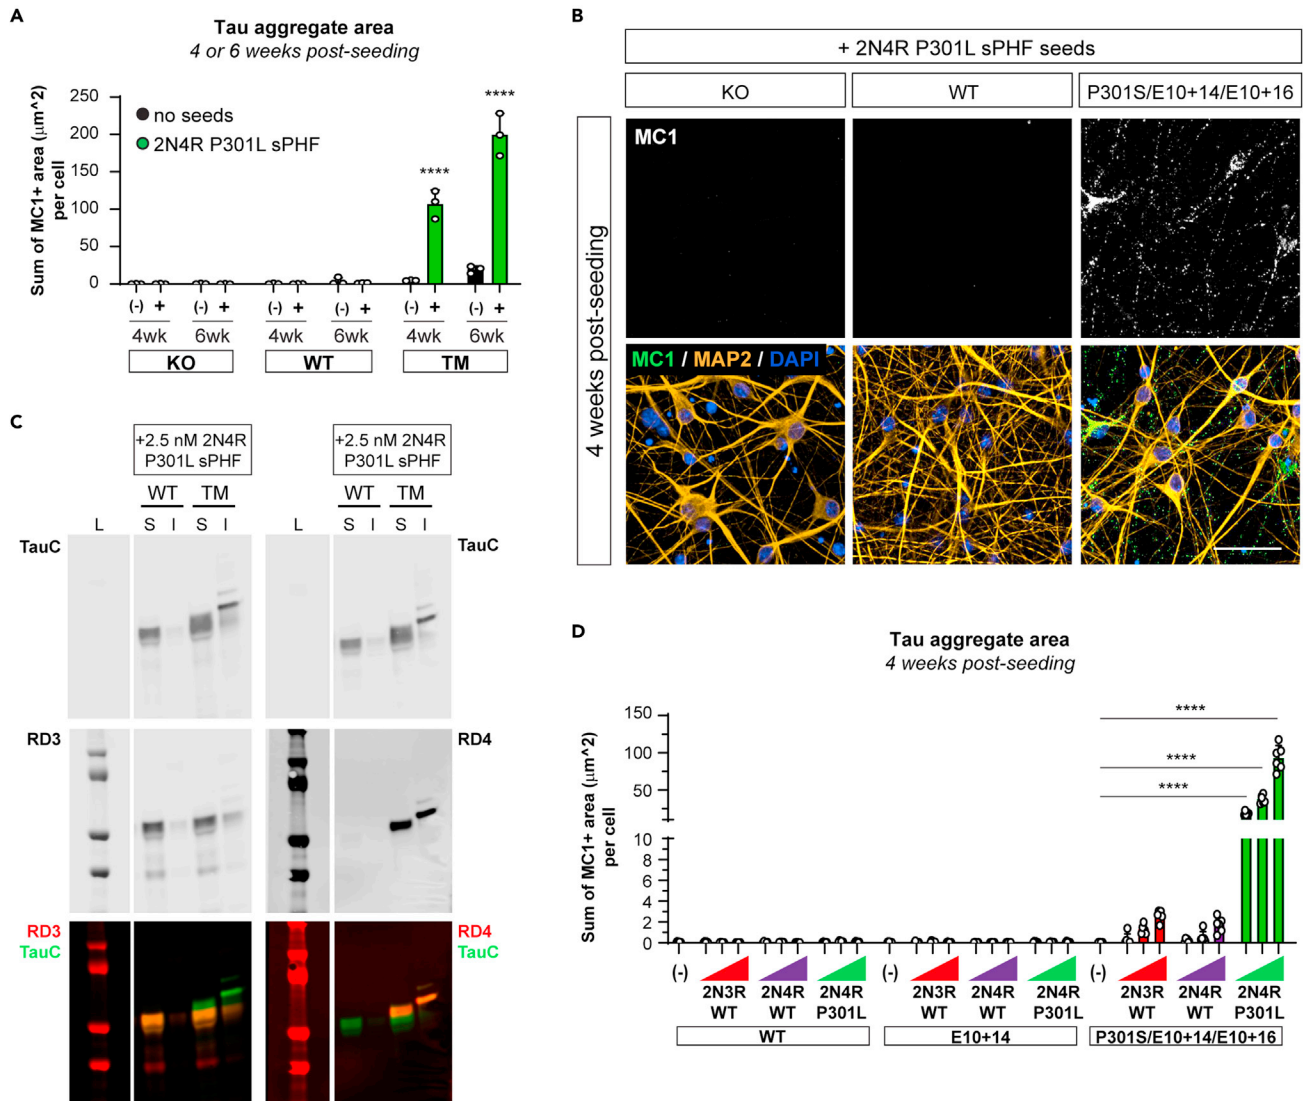 A
Tau aggregate area
4 or 6 weeks post-seeding
Sum of MC1+ area (μm^2)
per cell
250
200
150
100
50
0
no seeds
2N4R P301L sPHF
****
****
(-) + (-) + (-) + (-) + (-) + (-) +
4wk 6wk 4wk 6wk 4wk 6wk
KO WT TM
B
+ 2N4R P301L sPHF seeds
KO WT P301S/E10+14/E10+16
4 weeks post-seeding
MC1
MC1 / MAP2 / DAPI
C
+2.5 nM 2N4R
P301L sPHF
+2.5 nM 2N4R
P301L sPHF
WT TM WT TM
L S I S I L S I S I
TauC TauC
RD3 RD4
RD3 RD4
TauC TauC
D
Tau aggregate area
4 weeks post-seeding
Sum of MC1+ area (μm^2)
per cell
150
100
50
10
8
6
4
2
0
****
****
****
(-) (-) (-)
2N3R 2N4R 2N4R 2N3R 2N4R 2N4R 2N3R 2N4R 2N4R
WT WT P301L WT WT P301L WT WT P301L
WT E10+14 P301S/E10+14/E10+16